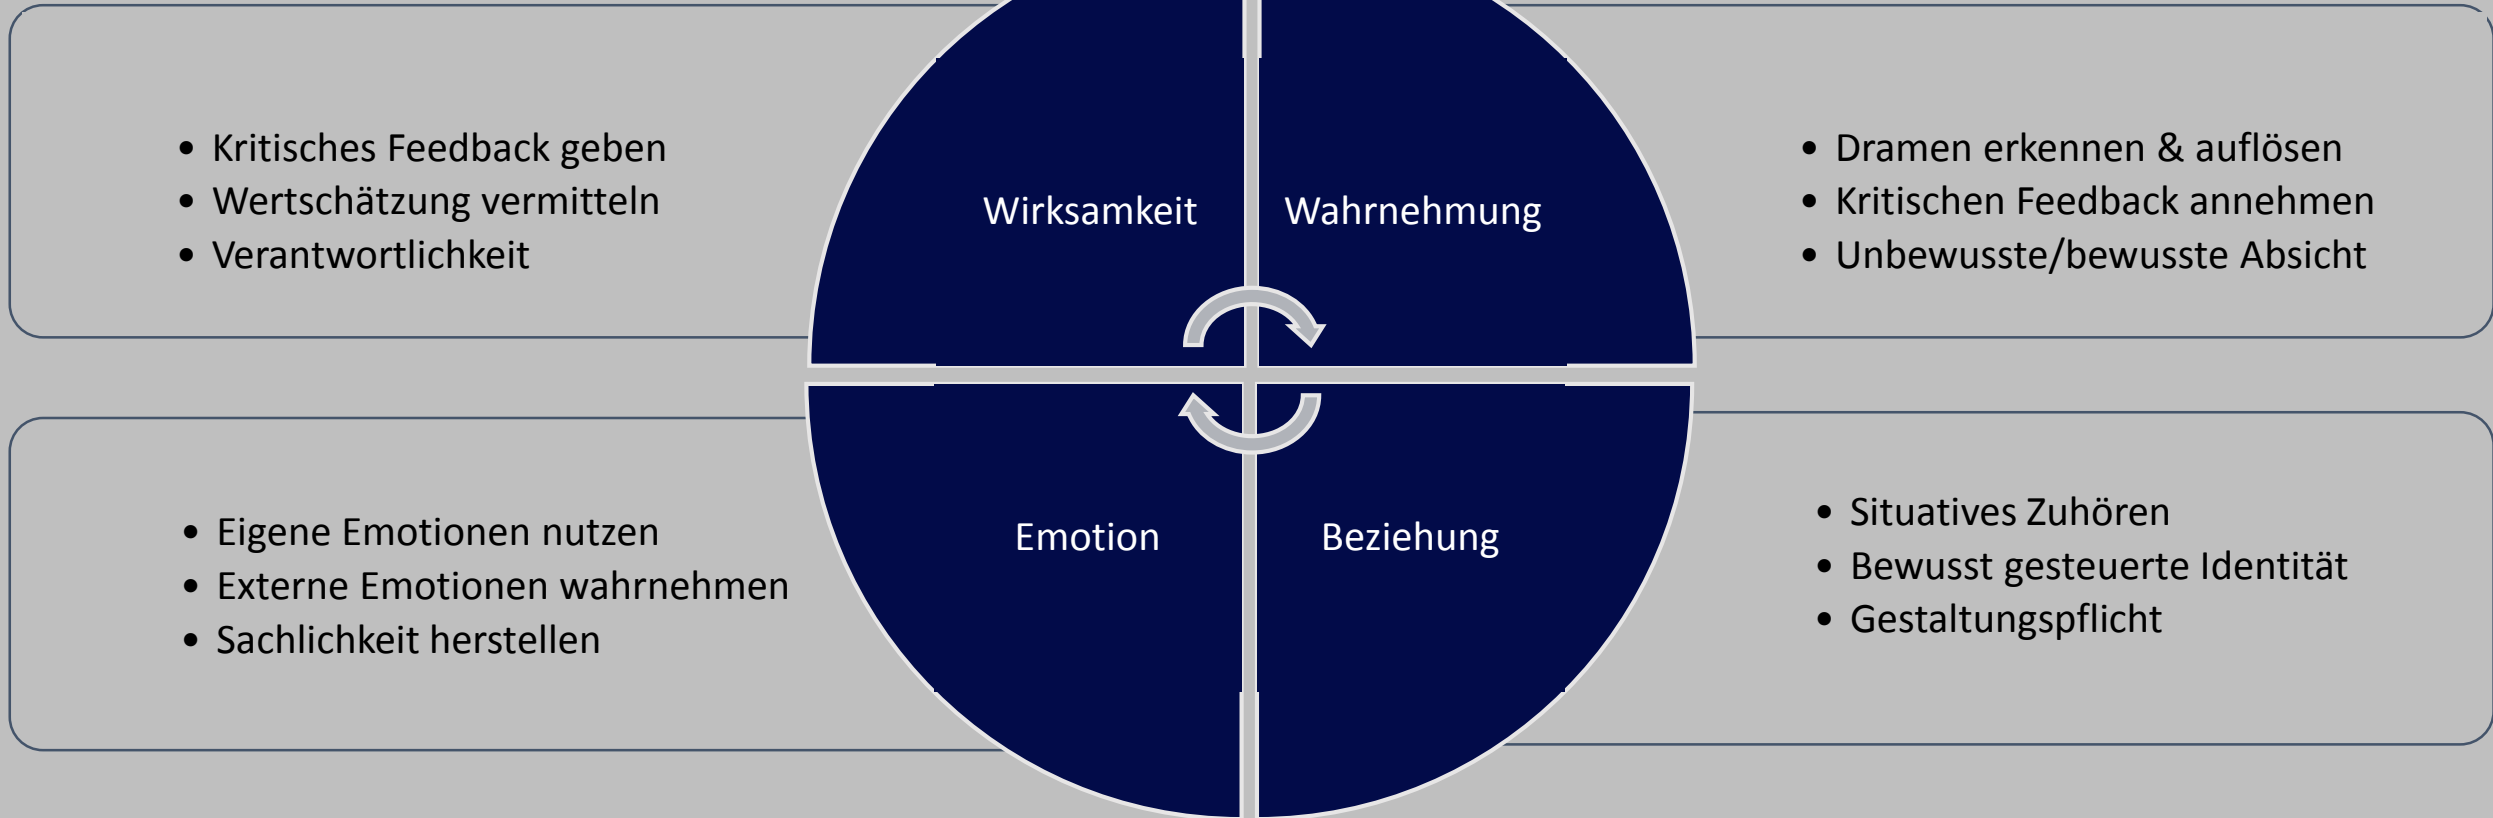 • Kritisches Feedback geben
• Wertschätzung vermitteln
• Verantwortlichkeit
Wirksamkeit
Wahrnehmung
• Dramen erkennen & auflösen
• Kritischen Feedback annehmen
• Unbewusste/bewusste Absicht
• Eigene Emotionen nutzen
• Externe Emotionen wahrnehmen
• Sachlichkeit herstellen
Emotion
Beziehung
• Situatives Zuhören
• Bewusst gesteuerte Identität
• Gestaltungspflicht